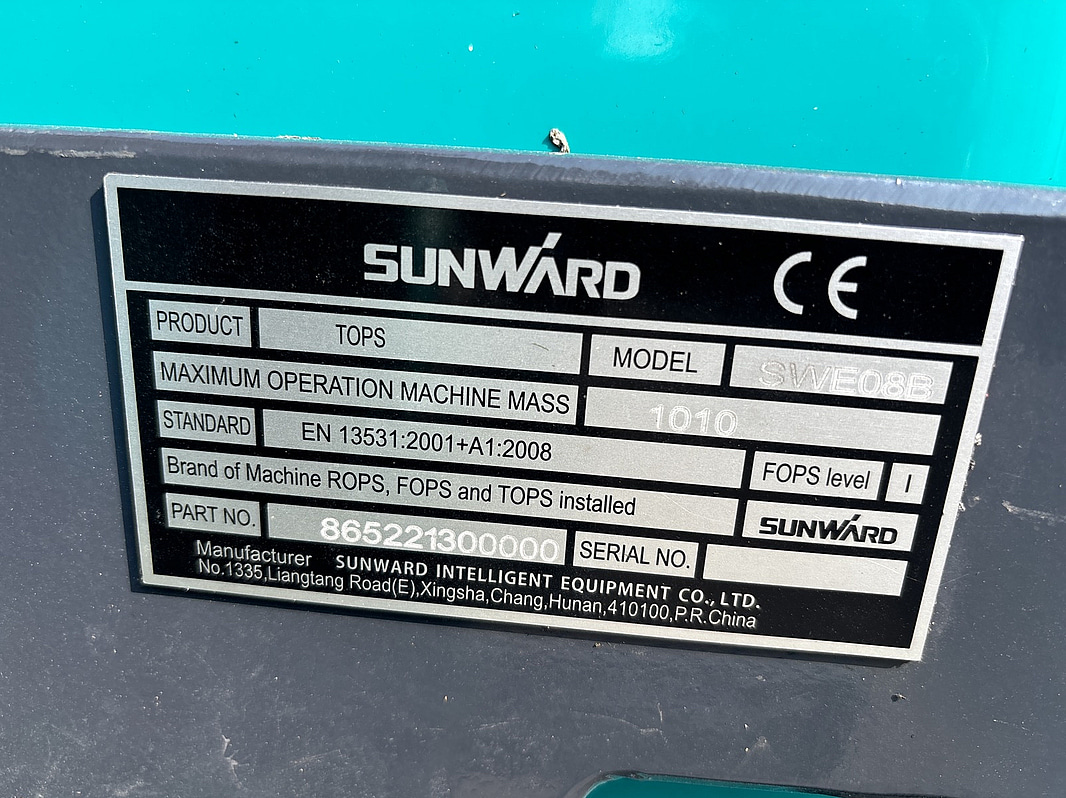 SUNWARD CE
PRODUCT TOPS MODEL SWE08B
MAXIMUM OPERATION MACHINE MASS 1010
STANDARD EN 13531:2001+A1:2008 FOPS level I
Brand of Machine ROPS, FOPS and TOPS installed SUNWARD
PART NO. 865221300000 SERIAL NO.
Manufacturer SUNWARD INTELLIGENT EQUIPMENT CO., LTD.
No.1335,Liangtang Road(E),Xingsha,Chang,Hunan,410100,P.R.China